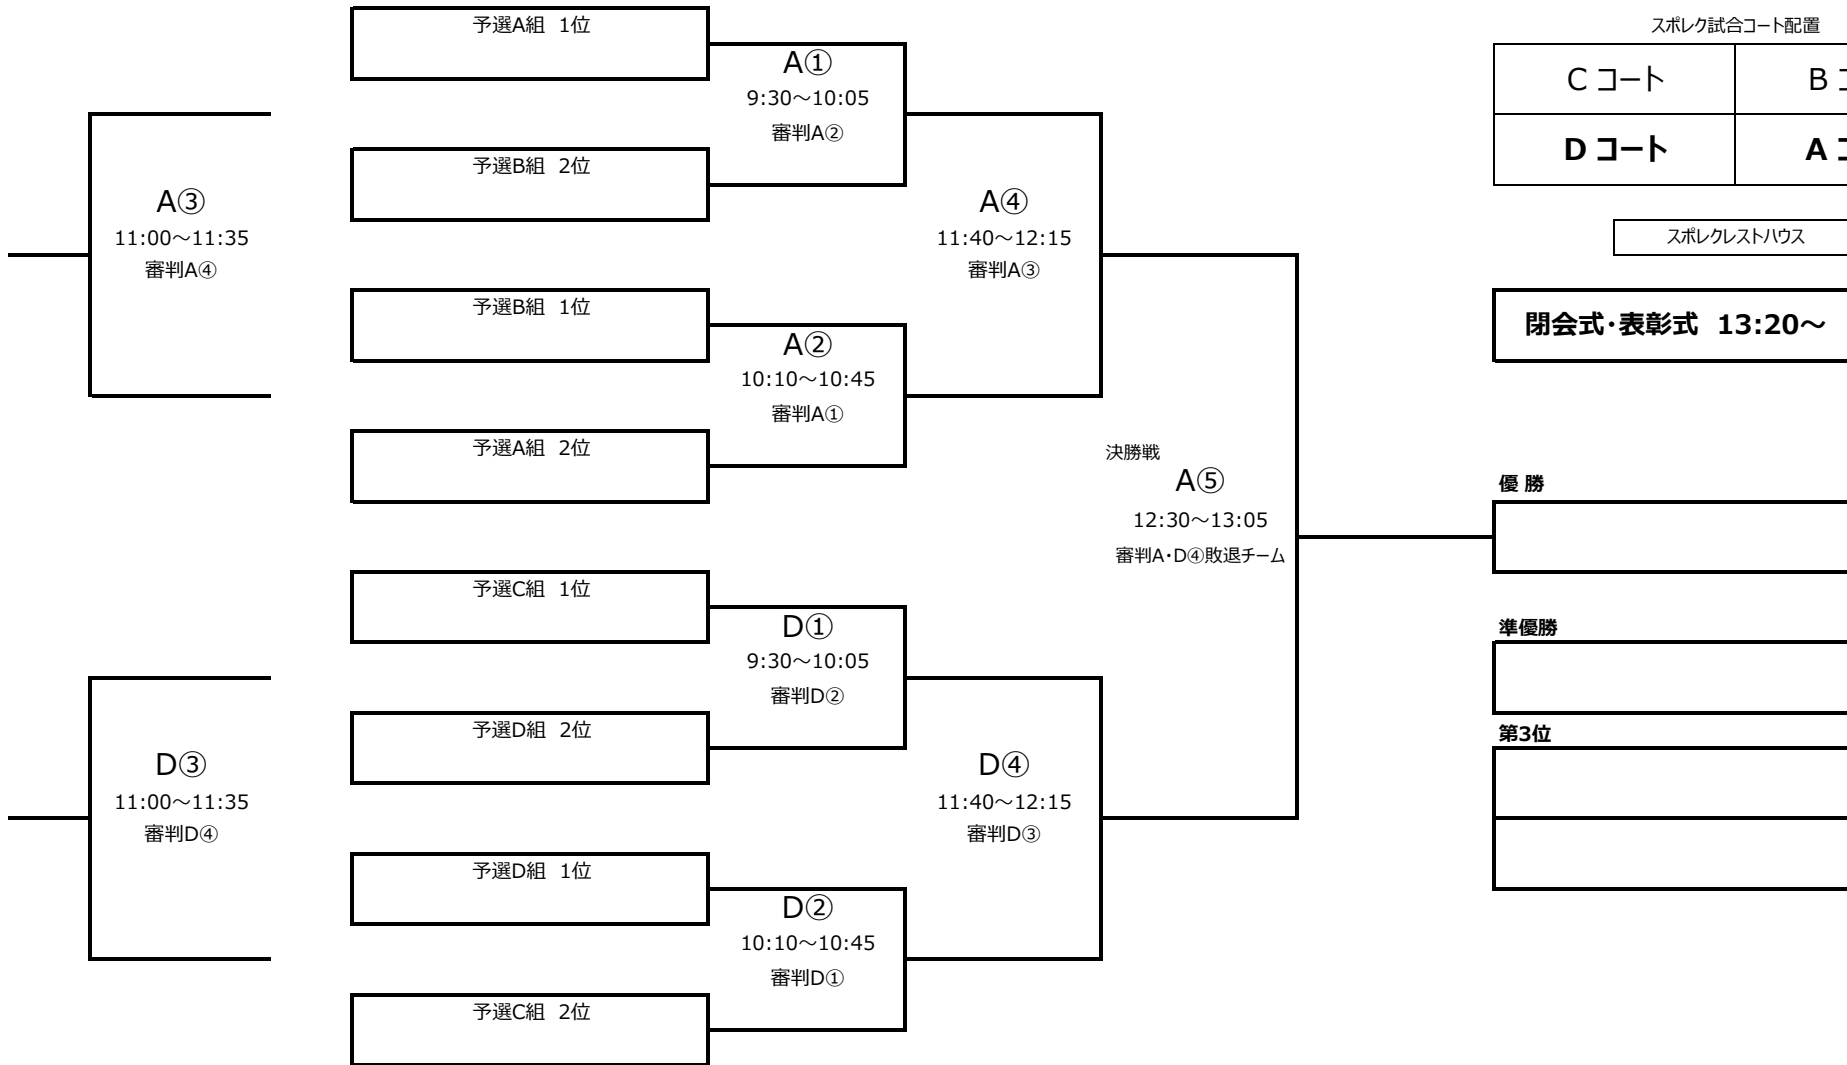 予選A組 1位
A①
9:30～10:05
審判A②
予選B組 2位
A③
11:00～11:35
審判A④
A④
11:40～12:15
審判A③
予選B組 1位
A②
10:10～10:45
審判A①
予選A組 2位
決勝戦
A⑤
12:30～13:05
審判A・D④敗退チーム
予選C組 1位
D①
9:30～10:05
審判D②
予選D組 2位
D③
11:00～11:35
審判D④
D④
11:40～12:15
審判D③
予選D組 1位
D②
10:10～10:45
審判D①
予選C組 2位
スポレク試合コート配置
C コート
B
D コート
A
スポレクレストハウス
閉会式・表彰式 13:20～
優 勝
準優勝
第3位